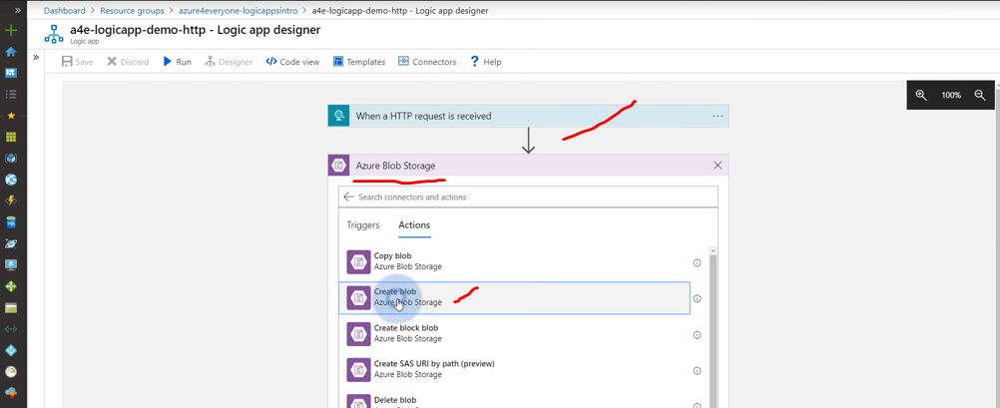 Dashboard > Resource groups > azure4everyone-logicappsintro > a4e-logicapp-demo-http - Logic app designer
a4e-logicapp-demo-http - Logic app designer
Logic app
Save Discard Run Designer Code view Templates Connectors Help
100%
When a HTTP request is received
Azure Blob Storage
Search connectors and actions
Triggers Actions
Copy blob
Azure Blob Storage
Create blob
Azure Blob Storage
Create block blob
Azure Blob Storage
Create SAS URI by path (preview)
Azure Blob Storage
Delete blob
Azure Blob Storage